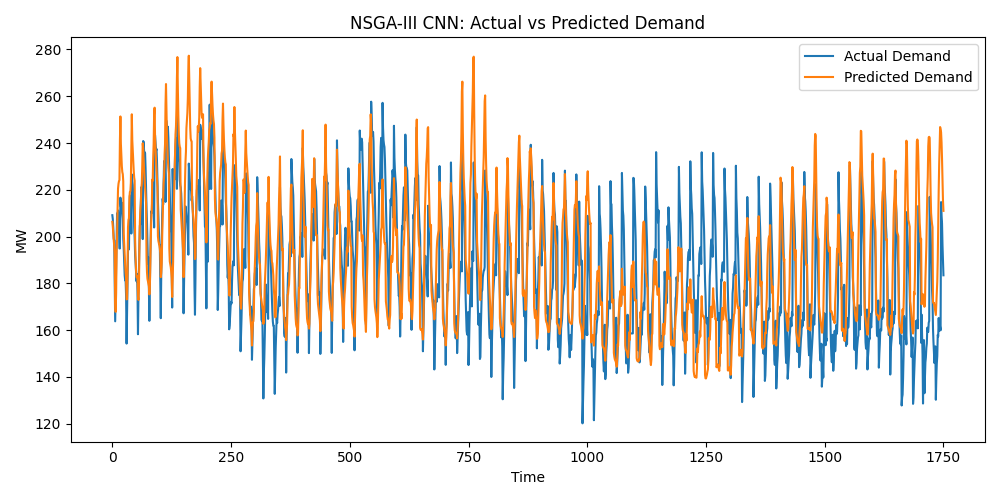 NSGA-III CNN: Actual vs Predicted Demand
Actual Demand
Predicted Demand
MW
280
260
240
220
200
180
160
140
120
0 250 500 750 1000 1250 1500 1750
Time